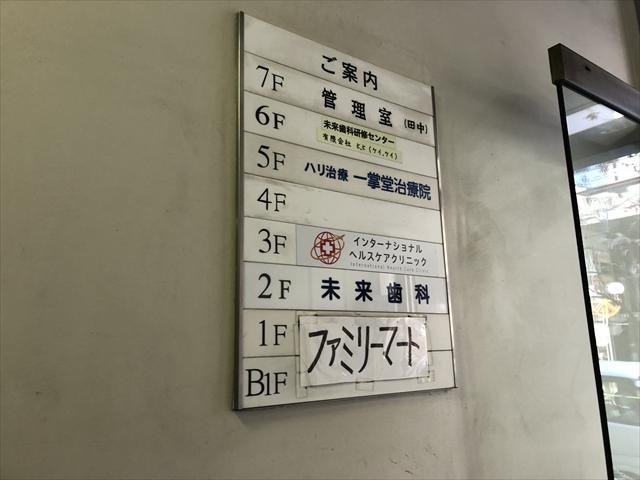 ご案内
7F 管理室 (田中)
6F 未来歯科研修センター
有限会社 K,K (ケイ,ケイ)
5F ハリ治療 一掌堂治療院
4F
3F インターナショナル
ヘルスケアクリニック
International Health Care Clinic
2F 未来歯科
1F ファミリーマート
B1F